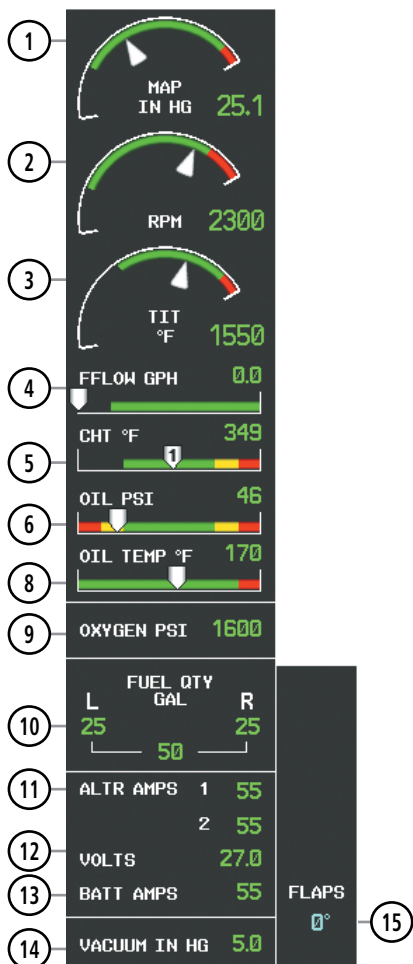 1
MAP
IN HG 25.1
2
RPM 2300
3
TIT
°F 1550
4
FFLOW GPH 0.0
CHT °F 349
5
1
OIL PSI 46
6
OIL TEMP °F 170
8
9
OXYGEN PSI 1600
FUEL QTY
L GAL R
10
25 25
50
11
ALTR AMPS 1 55
2 55
12
VOLTS 27.0
13
BATT AMPS 55
FLAPS
0°
15
14
VACUUM IN HG 5.0